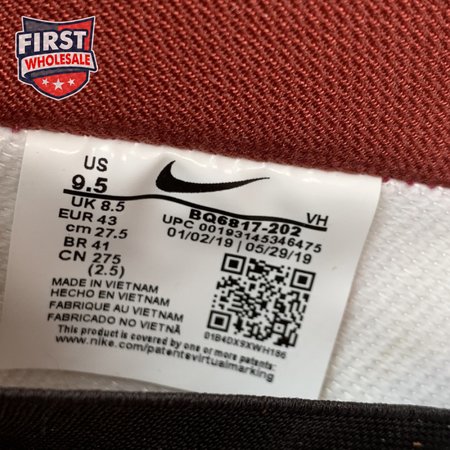 FIRST
WHOLESALE
US
9.5
UK 8.5
EUR 43
cm 27.5
BR 41
CN 275
(2.5)
BQ6817-202 VH
UPC 00193145346475
01/02/19 | 05/29/19
MADE IN VIETNAM
HECHO EN VIETNAM
FABRIQUE AU VIETNAM
FABRICADO NO VIETNÃ
01B4DX9XWH186
This product is covered by one or more patents:
www.nike.com/patentsvirtualmarking